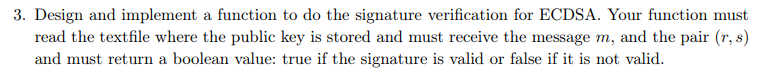 3. Design and implement a function to do the signature verification for ECDSA. Your function must
read the textfile where the public key is stored and must receive the message m, and the pair (r, s)
and must return a boolean value: true if the signature is valid or false if it is not valid.